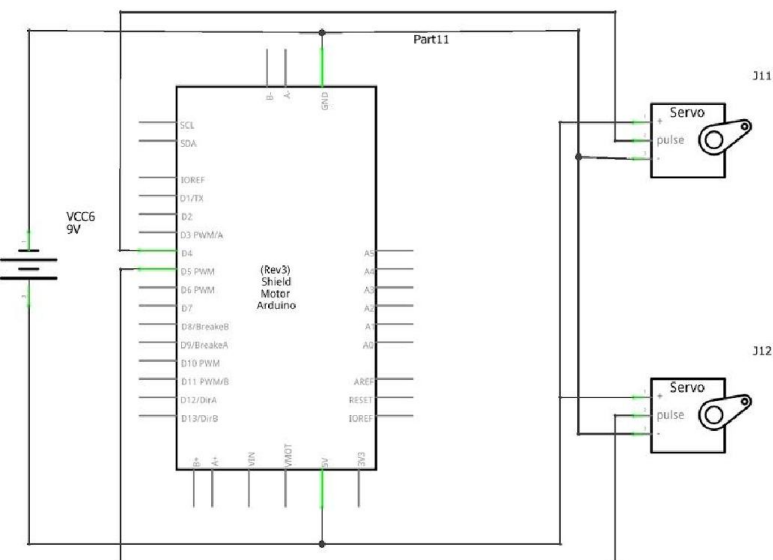 Part11
J11
Servo
+
pulse
-
B-
A-
GND
SCL
SDA
IOREF
D1/TX
D2
D3 PWM/A
VCC6
9V
D4
D5 PWM
D6 PWM
D7
D8/BreakeB
D9/BreakeA
D10 PWM
D11 PWM/B
D12/DirA
D13/DirB
(Rev3)
Shield
Motor
Arduino
A5
A4
A3
A2
A1
A0
AREF
RESET
IOREF
B+
A+
VIN
VMOT
5V
3V3
J12
Servo
+
pulse
-